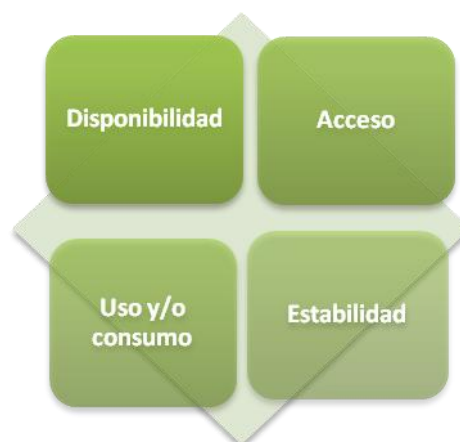 Disponibilidad
Acceso
Uso y/o
consumo
Estabilidad